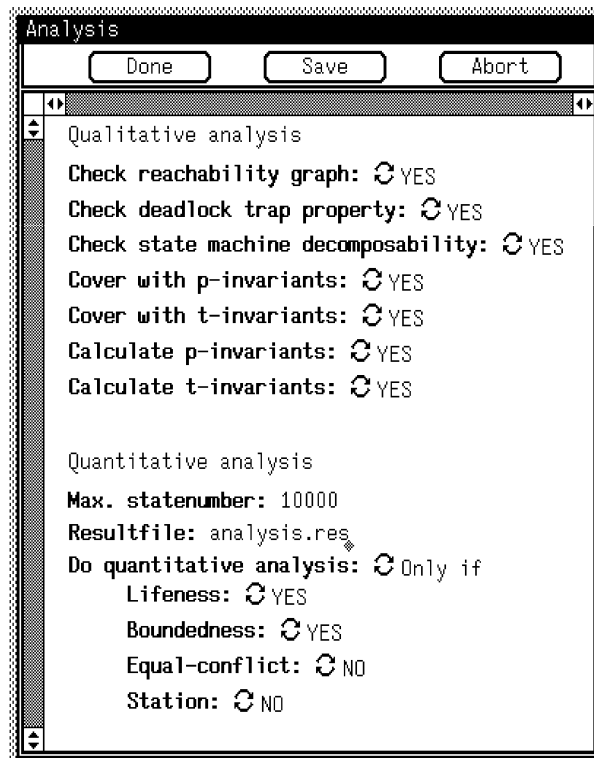 Analysis
Done Save Abort
Qualitative analysis
Check reachability graph: YES
Check deadlock trap property: YES
Check state machine decomposability: YES
Cover with p-invariants: YES
Cover with t-invariants: YES
Calculate p-invariants: YES
Calculate t-invariants: YES
Quantitative analysis
Max. statenumber: 10000
Resultfile: analysis.res
Do quantitative analysis: Only if
Lifeness: YES
Boundedness: YES
Equal-conflict: NO
Station: NO